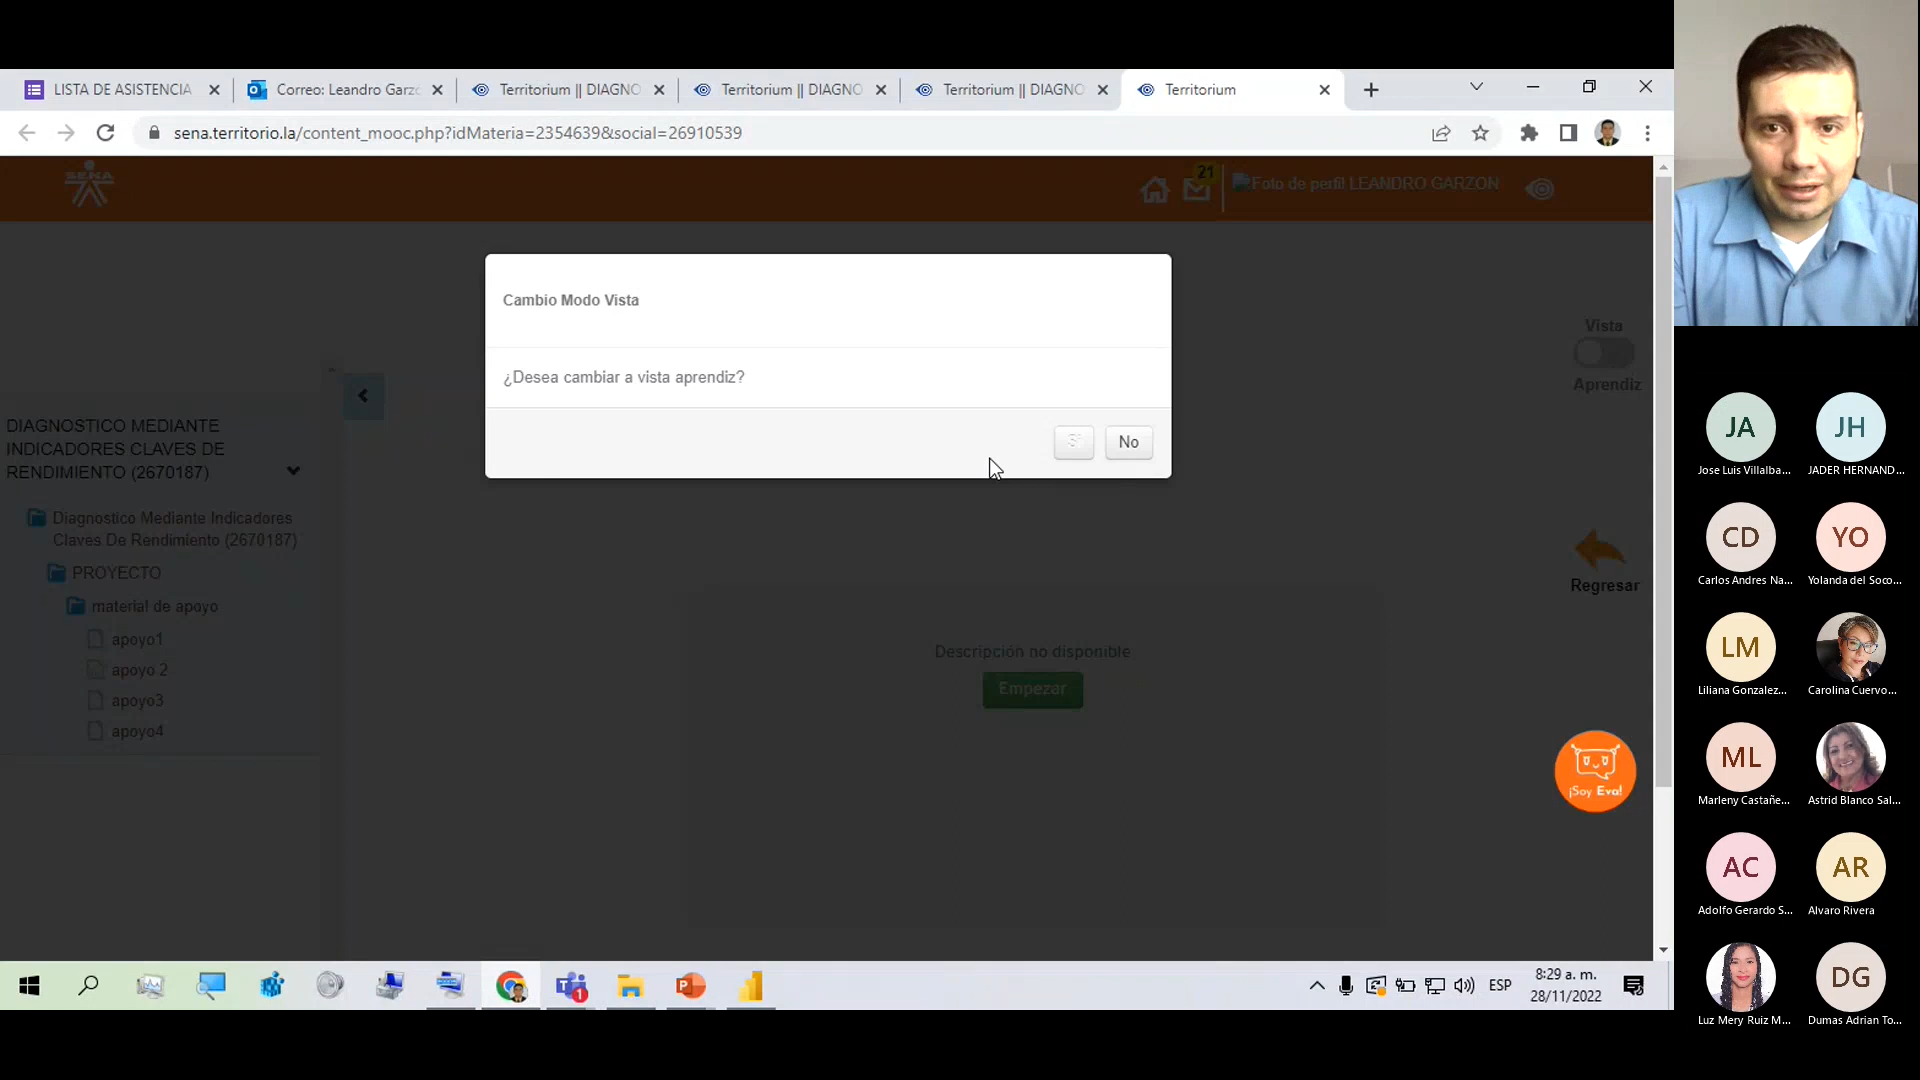 LISTA DE ASISTENCIA
Correo: Leandro Garzo
Territorium || DIAGNO
Territorium || DIAGNO
Territorium || DIAGNO
Territorium
sena.territorio.la/content_mooc.php?idMateria=2354639&social=26910539
SENA
21
Foto de perfil LEANDRO GARZON
Cambio Modo Vista
¿Desea cambiar a vista aprendiz?
No
Vista
Aprendiz
DIAGNOSTICO MEDIANTE
INDICADORES CLAVES DE
RENDIMIENTO (2670187)
Diagnostico Mediante Indicadores
Claves De Rendimiento (2670187)
PROYECTO
material de apoyo
apoyo1
apoyo 2
apoyo3
apoyo4
Regresar
Descripción no disponible
Empezar
¡Soy Eva!
1
ESP
8:29 a. m.
28/11/2022
JA
Jose Luis Villalba...
JH
JADER HERNAND...
CD
Carlos Andres Na...
YO
Yolanda del Soco...
LM
Liliana Gonzalez...
Carolina Cuervo...
ML
Marleny Castañe...
Astrid Blanco Sal...
AC
Adolfo Gerardo S...
AR
Alvaro Rivera
Luz Mery Ruiz M...
DG
Dumas Adrian To...